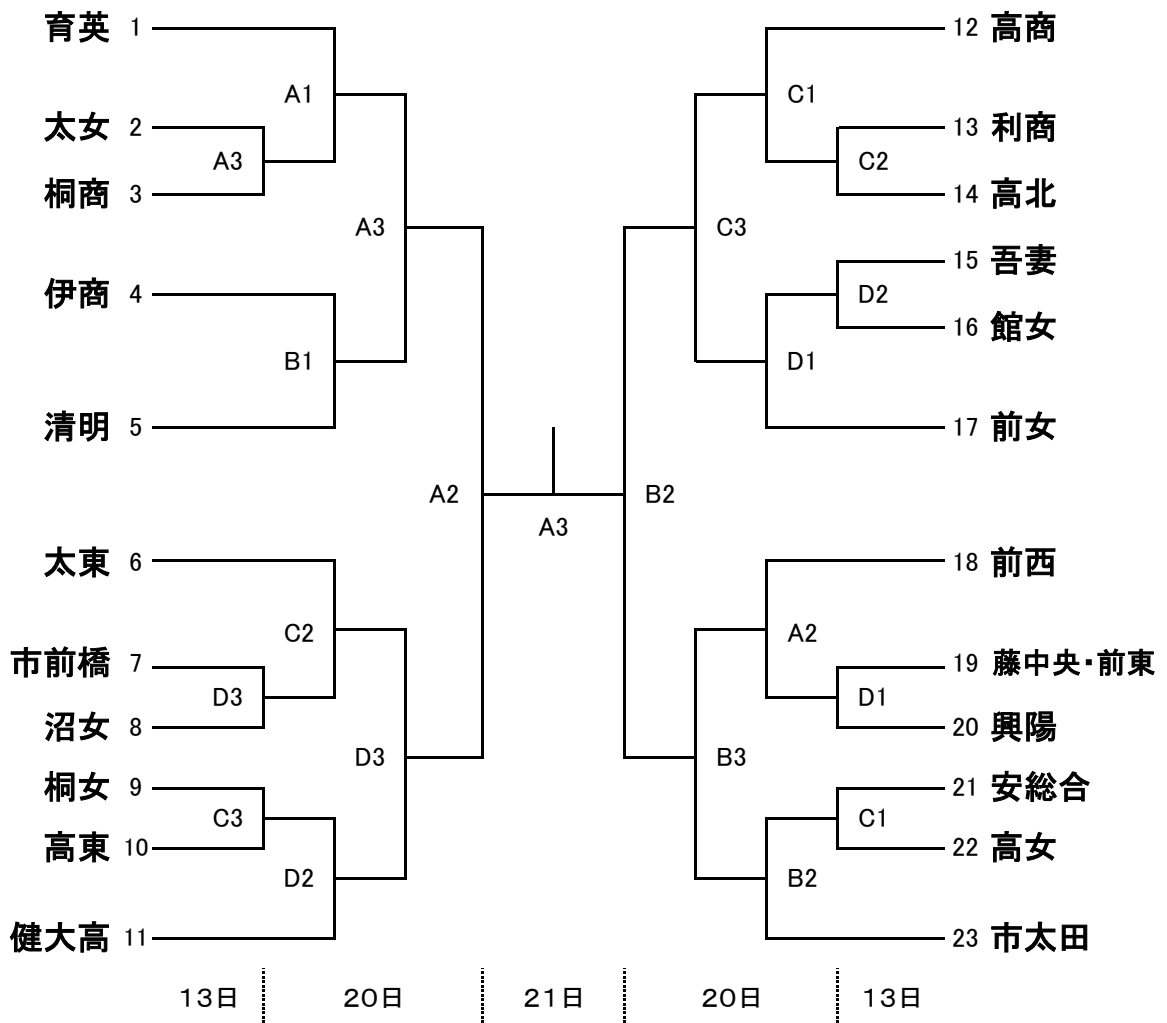 育英 1
A1
太女 2
A3
桐商 3
A3
伊商 4
B1
清明 5
A2
太東 6
C2
市前橋 7
D3
沼女 8
D3
桐女 9
C3
高東 10
D2
健大高 11
A3
12 高商
C1
13 利商
C2
14 高北
C3
15 吾妻
D2
16 館女
D1
17 前女
B2
18 前西
A2
19 藤中央・前東
D1
20 興陽
B3
21 安総合
C1
22 高女
B2
23 市太田
13日 20日 21日 20日 13日